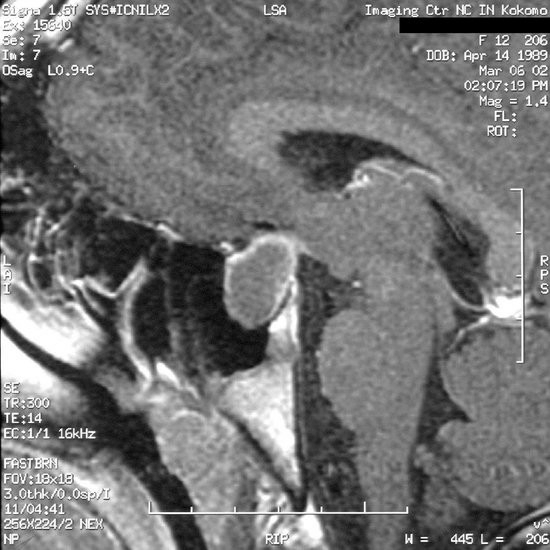 Signa 1.5T SYS#ICNILX2
LSA
Imaging Ctr NC IN Kokomo
Ex: 15640
Se: 7
F 12 206
Im: 7
DOB: Apr 14 1989
OSag L0.9+C
Mar 06 02
02:07:19 PM
Mag = 1.4
FL:
ROT:
L
A
I
R
P
S
SE
TR:300
TE:14
EC:1/1 16kHz
FASTBRN
FOV:18x18
3.0thk/0.0sp/I
11/04:41
256X224/2 NEX
v^
NP
RIP
W = 445 L = 206